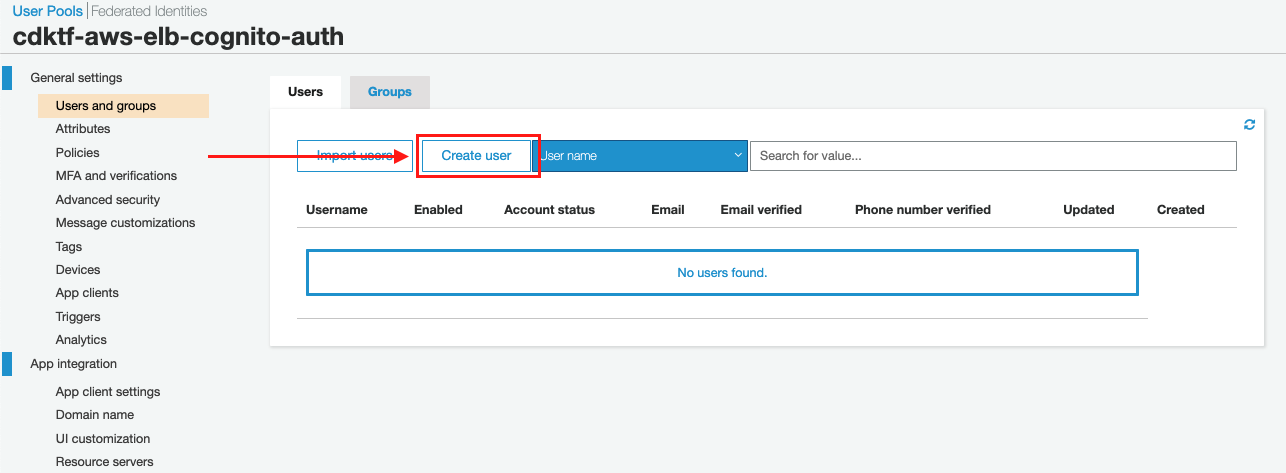 User Pools | Federated Identities
cdktf-aws-elb-cognito-auth
General settings
Users and groups
Attributes
Policies
MFA and verifications
Advanced security
Message customizations
Tags
Devices
App clients
Triggers
Analytics
App integration
App client settings
Domain name
UI customization
Resource servers
Users Groups
Import users Create user User name Search for value...
Username Enabled Account status Email Email verified Phone number verified Updated Created
No users found.